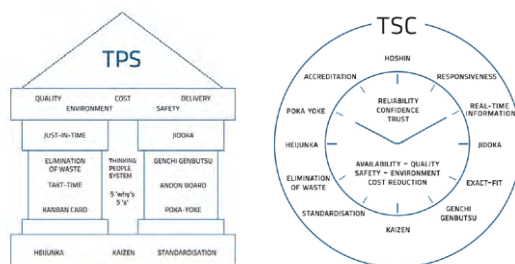 TPS
QUALITY COST DELIVERY
ENVIRONMENT SAFETY
JUST-IN-TIME
JIDOKA
ELIMINATION
OF WASTE
TAKT-TIME
KANBAN CARD
THINKING
PEOPLE
SYSTEM
5 'why's
5 's'
GENCHI GENBUTSU
ANDON BOARD
POKA-YOKE
HEIJUNKA KAIZEN STANDARDISATION
TSC
HOSHIN
RESPONSIVENESS
REAL-TIME
INFORMATION
JIDOKA
EXACT-FIT
GENCHI
GENBUTSU
KAIZEN
STANDARDISATION
ELIMINATION
OF WASTE
HEIJUNKA
POKA YOKE
ACCREDITATION
RELIABILITY
CONFIDENCE
TRUST
AVAILABILITY - QUALITY
SAFETY - ENVIRONMENT
COST REDUCTION